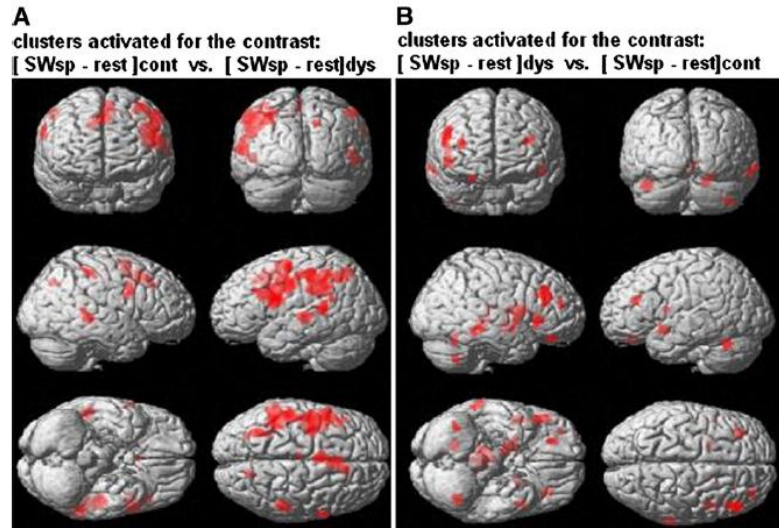 A
clusters activated for the contrast:
[ SWsp - rest ]cont vs. [ SWsp - rest]dys
B
clusters activated for the contrast:
[ SWsp - rest ]dys vs. [ SWsp - rest]cont